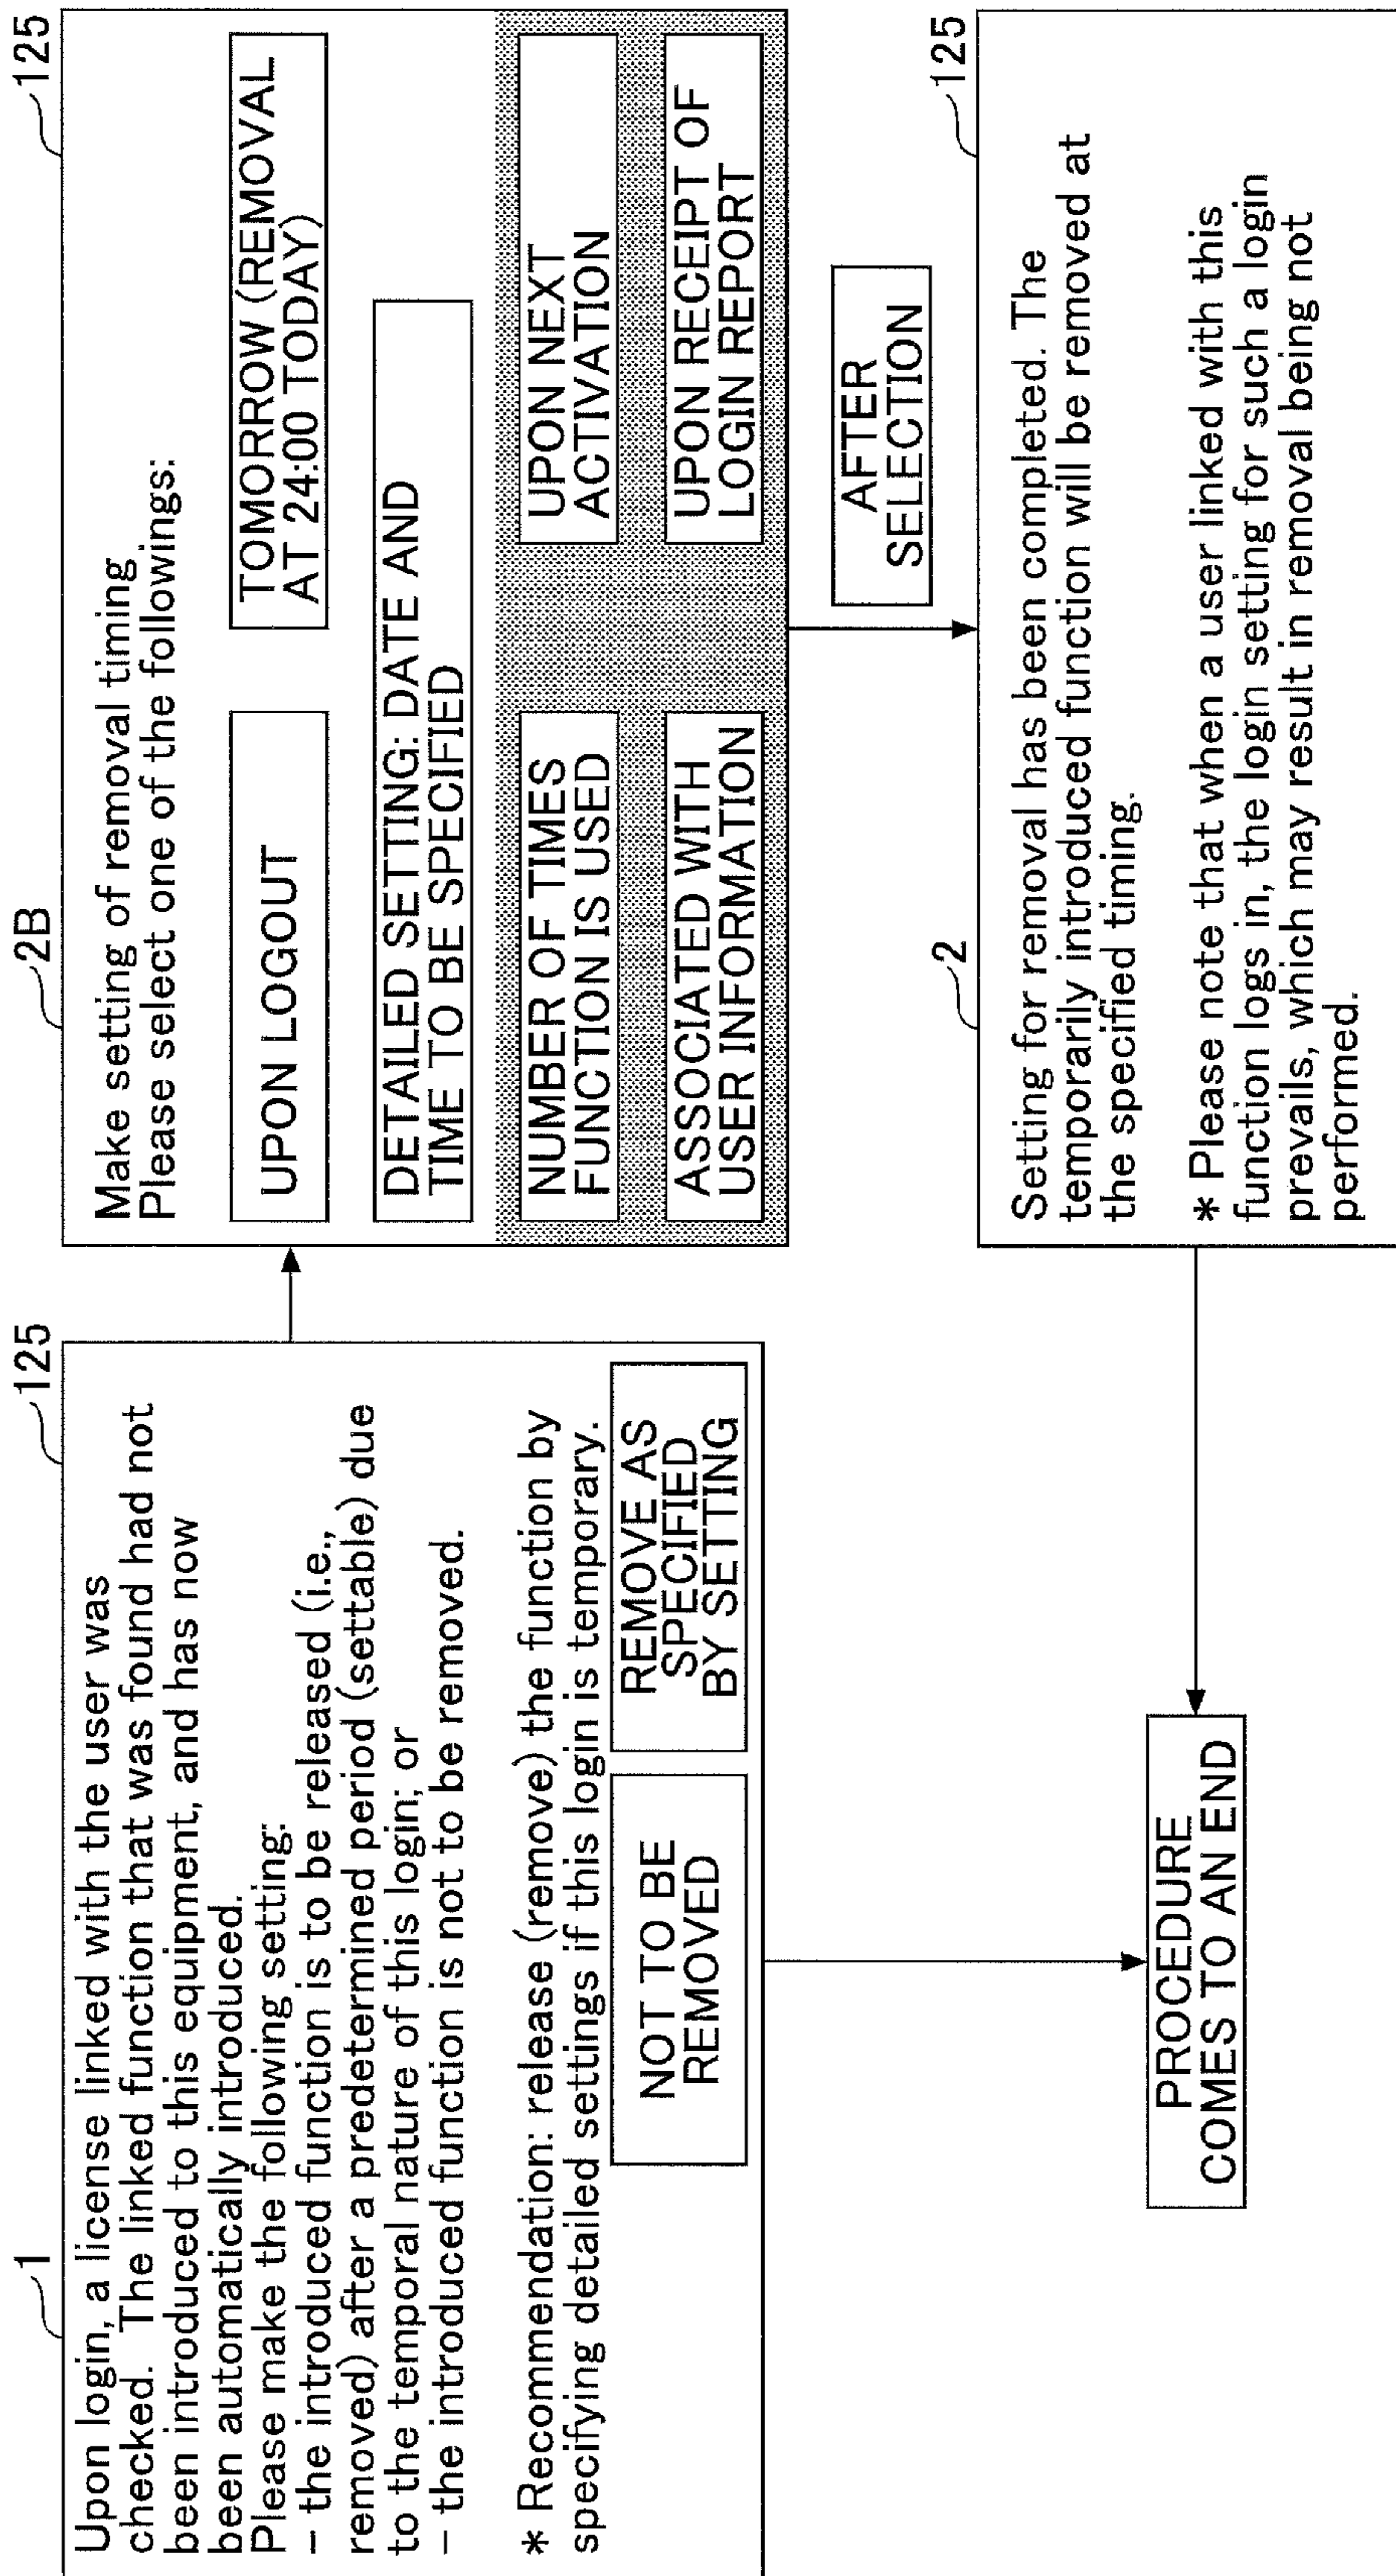 1
125
Upon login, a license linked with the user was
checked. The linked function that was found had not
been introduced to this equipment, and has now
been automatically introduced.
Please make the following setting:
– the introduced function is to be released (i.e.,
removed) after a predetermined period (settable) due
to the temporal nature of this login; or
– the introduced function is not to be removed.
* Recommendation: release (remove) the function by
specifying detailed settings if this login is temporary.
NOT TO BE
REMOVED
REMOVE AS
SPECIFIED
BY SETTING
2B
125
Make setting of removal timing
Please select one of the followings:
UPON LOGOUT
TOMORROW (REMOVAL
AT 24:00 TODAY)
DETAILED SETTING: DATE AND
TIME TO BE SPECIFIED
NUMBER OF TIMES
FUNCTION IS USED
UPON NEXT
ACTIVATION
ASSOCIATED WITH
USER INFORMATION
UPON RECEIPT OF
LOGIN REPORT
AFTER
SELECTION
2
125
Setting for removal has been completed. The
temporarily introduced function will be removed at
the specified timing.
* Please note that when a user linked with this
function logs in, the login setting for such a login
prevails, which may result in removal being not
performed.
PROCEDURE
COMES TO AN END